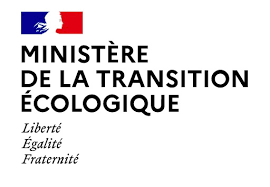 MINISTÈRE
DE LA TRANSITION
ÉCOLOGIQUE
Liberté
Égalité
Fraternité